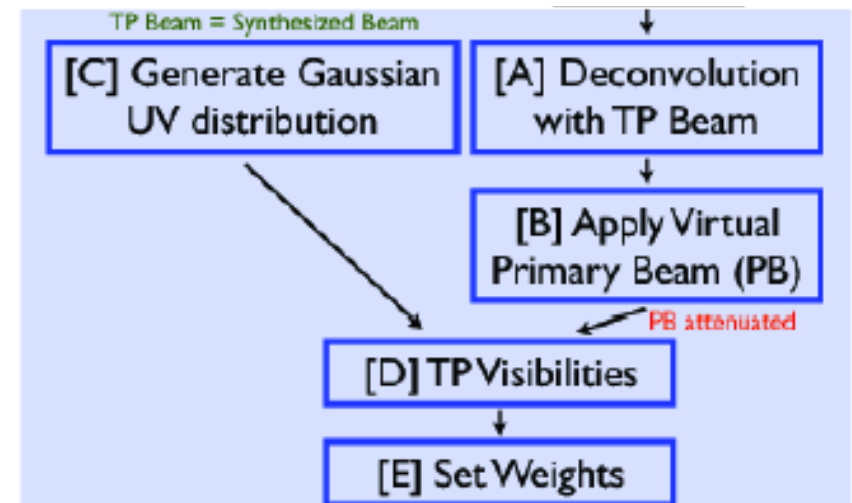 TP Beam = Synthesized Beam
[C] Generate Gaussian
UV distribution
[A] Deconvolution
with TP Beam
[B] Apply Virtual
Primary Beam (PB)
PB attenuated
[D] TP Visibilities
[E] Set Weights